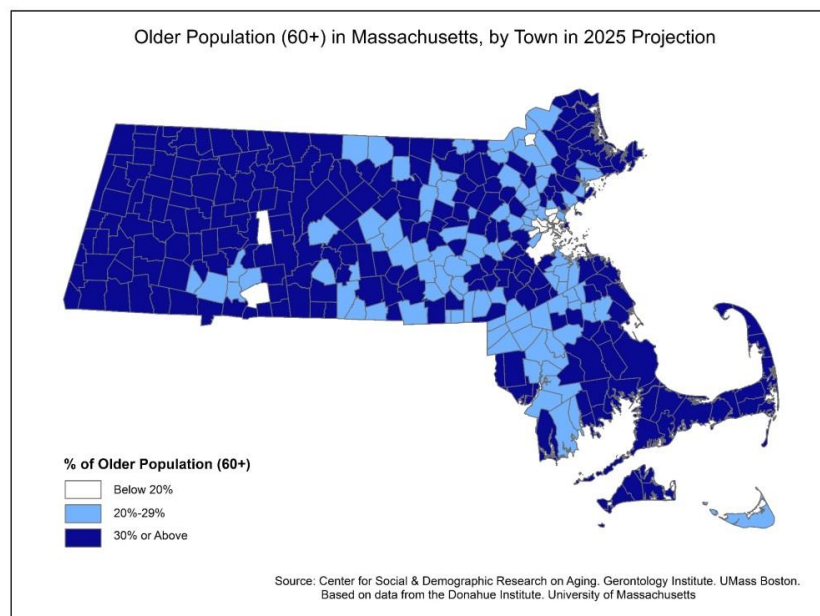 Older Population (60+) in Massachusetts, by Town in 2025 Projection
% of Older Population (60+)
Below 20%
20%-29%
30% or Above
Source: Center for Social & Demographic Research on Aging. Gerontology Institute. UMass Boston.
Based on data from the Donahue Institute. University of Massachusetts